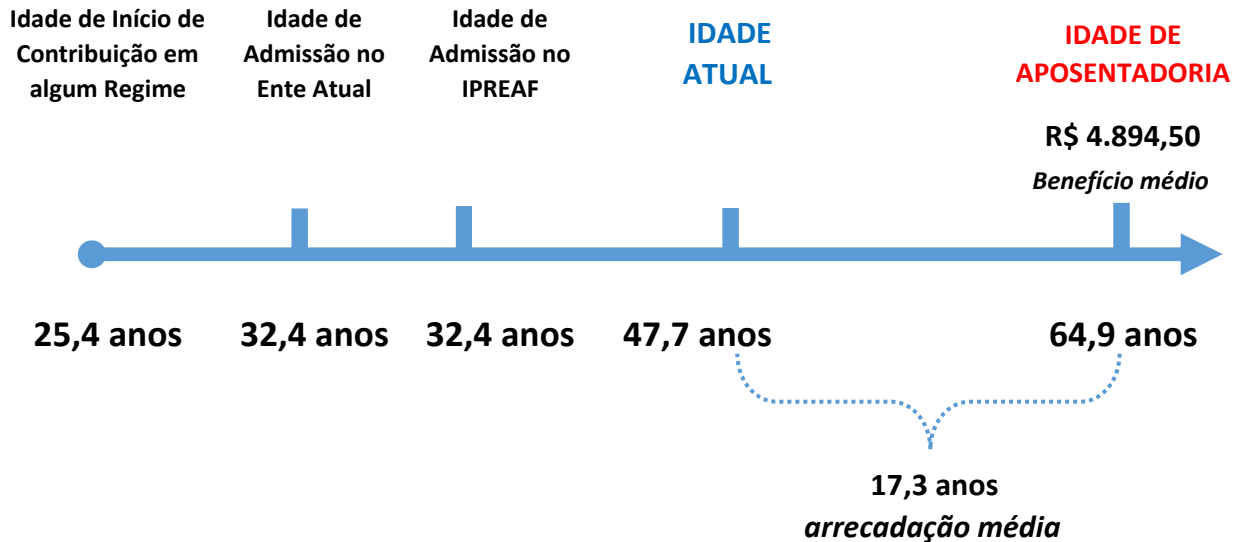 Idade de Início de
Contribuição em
algum Regime
Idade de
Admissão no
Ente Atual
Idade de
Admissão no
IPREAF
IDADE
ATUAL
IDADE DE
APOSENTADORIA
R$ 4.894,50
Benefício médio
25,4 anos
32,4 anos
32,4 anos
47,7 anos
64,9 anos
17,3 anos
arrecadação média